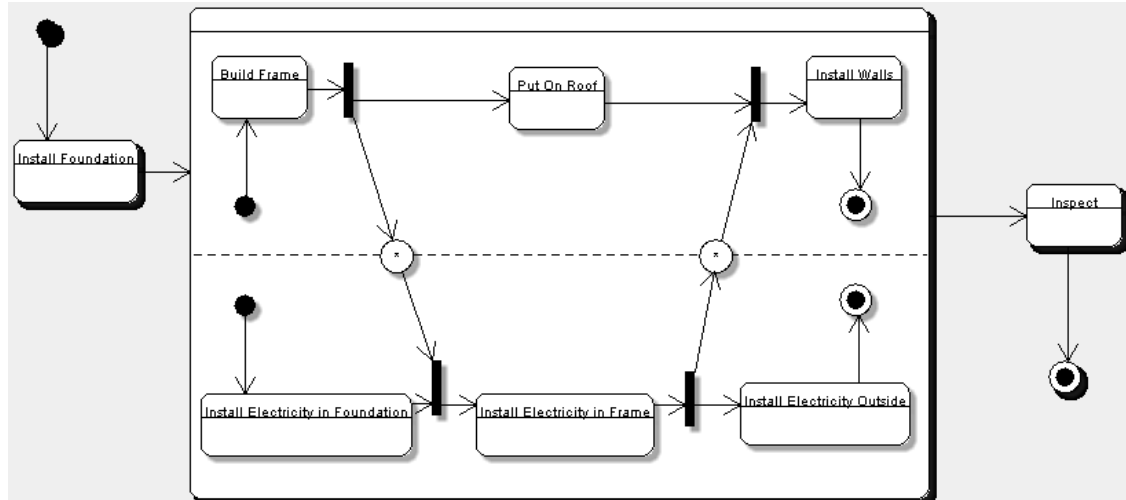 Build Frame
Put On Roof
Install Walls
Install Foundation
Inspect
*
*
Install Electricity in Foundation
Install Electricity in Frame
Install Electricity Outside